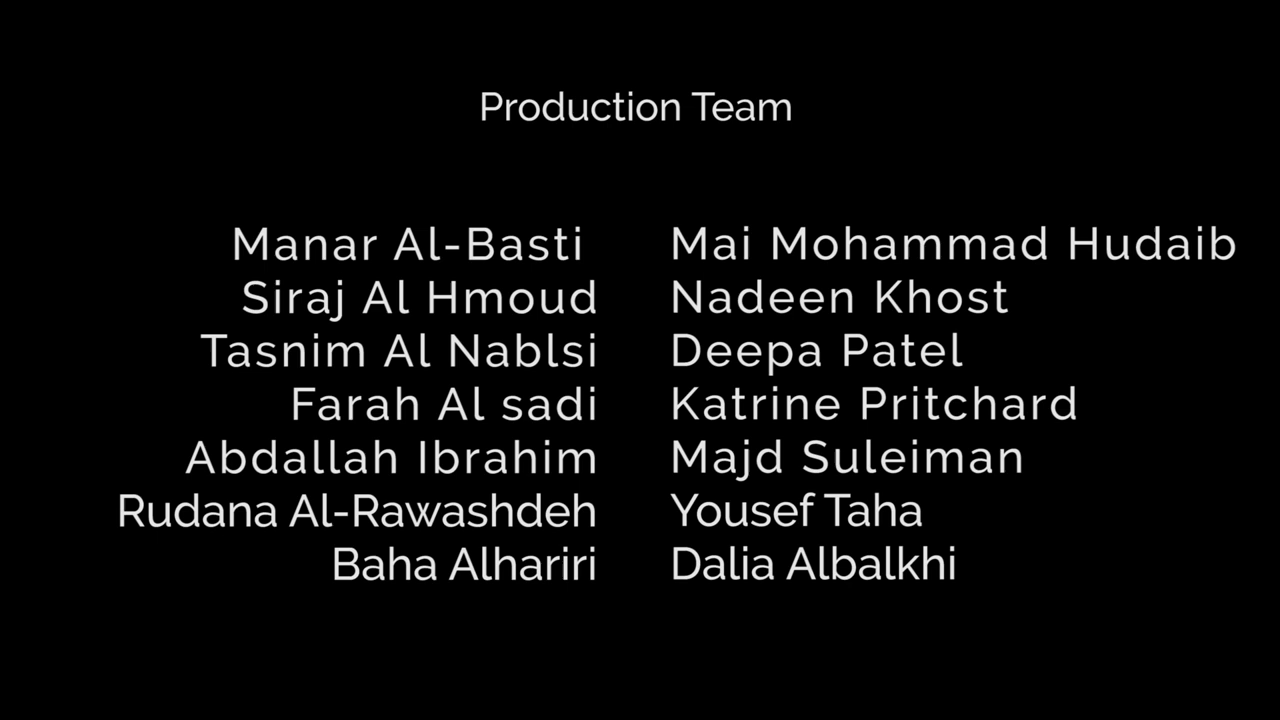 Production Team
Manar Al-Basti
Siraj Al Hmoud
Tasnim Al Nablsi
Farah Al sadi
Abdallah Ibrahim
Rudana Al-Rawashdeh
Baha Alhariri
Mai Mohammad Hudaib
Nadeen Khost
Deepa Patel
Katrine Pritchard
Majd Suleiman
Yousef Taha
Dalia Albalkhi